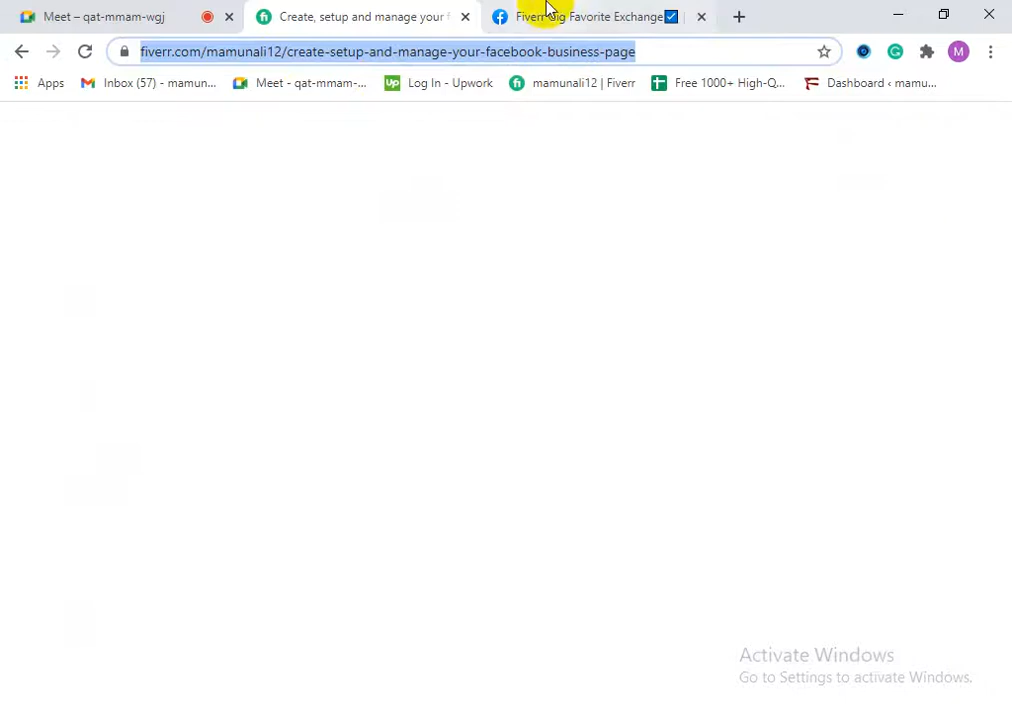 Meet – qat-mmam-wgj
Create, setup and manage your f
Fiverr Gig Favorite Exchange
fiverr.com/mamunali12/create-setup-and-manage-your-facebook-business-page
M
Apps
Inbox (57) - mamun...
Meet - qat-mmam-...
Up
Log In - Upwork
fi
mamunali12 | Fiverr
Free 1000+ High-Q...
Dashboard ‹ mamu...
Activate Windows
Go to Settings to activate Windows.